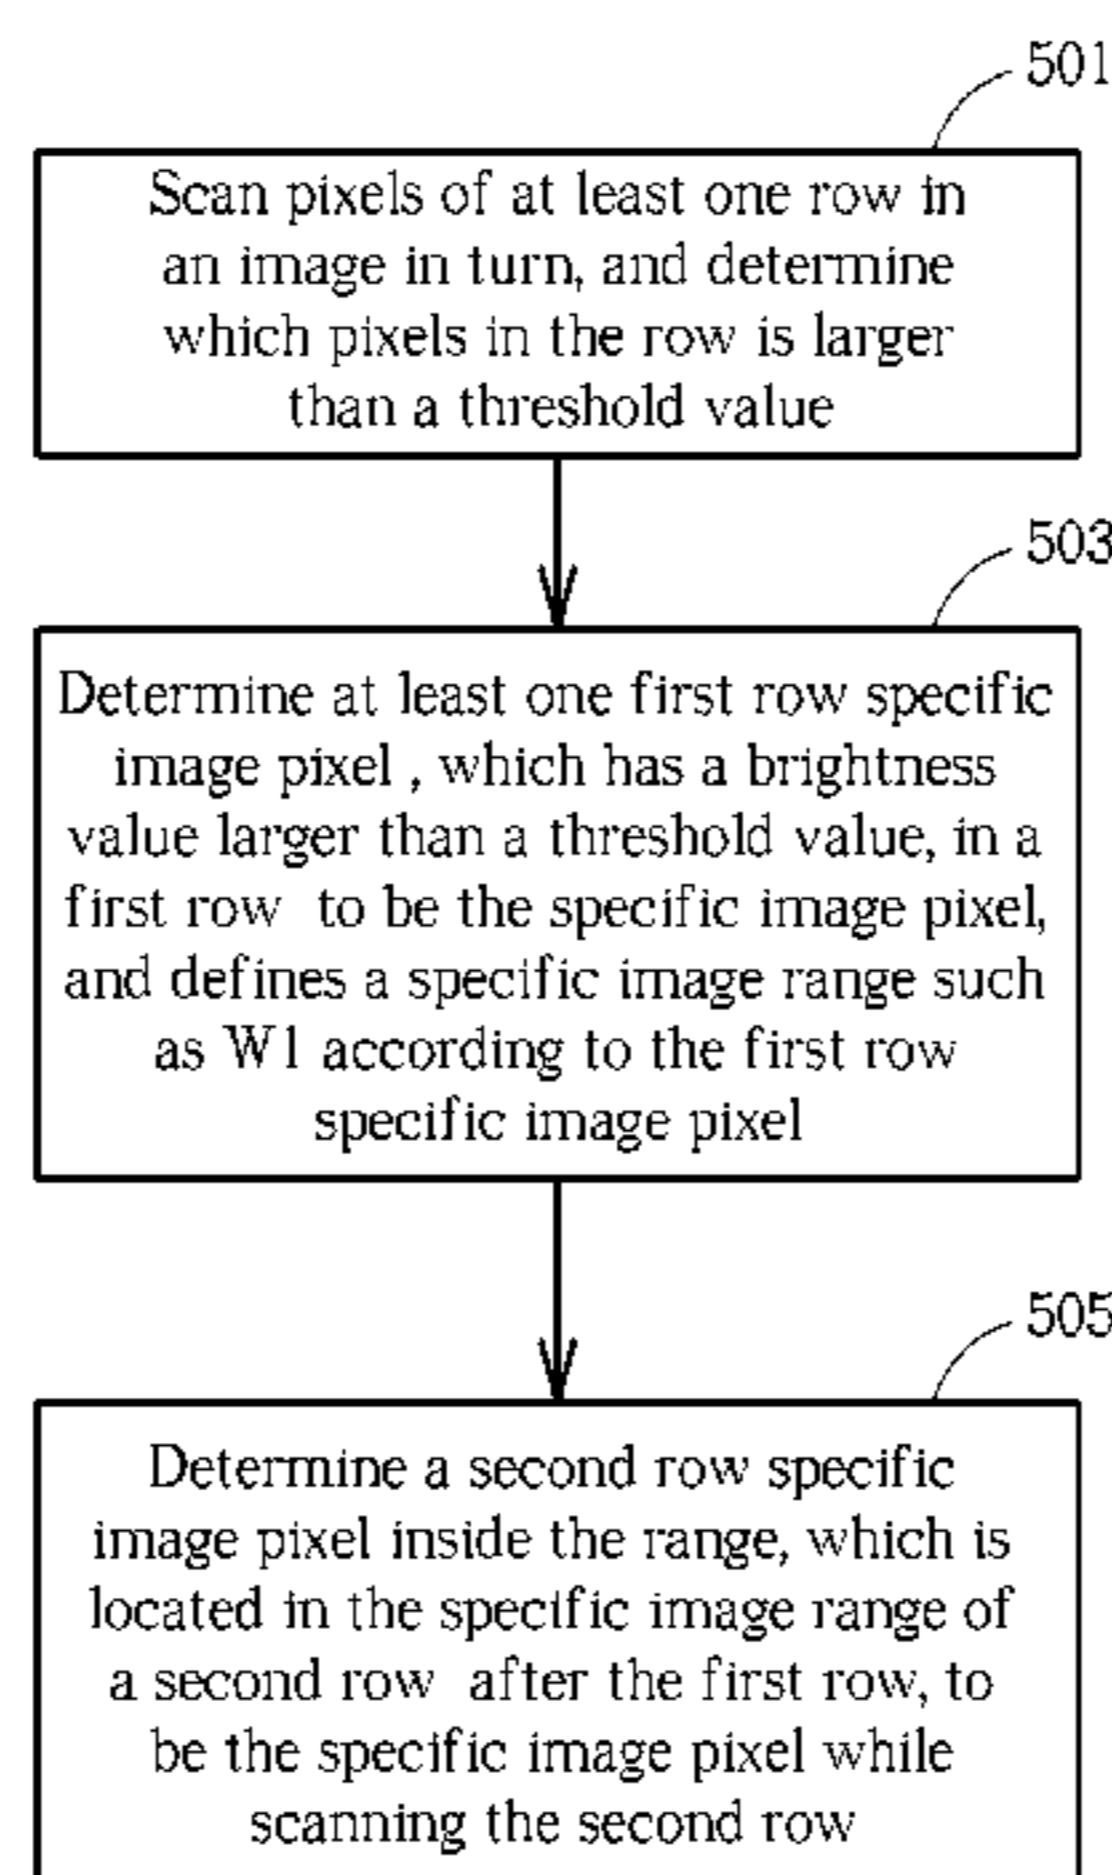 501
Scan pixels of at least one row in
an image in turn, and determine
which pixels in the row is larger
than a threshold value
503
Determine at least one first row specific
image pixel , which has a brightness
value larger than a threshold value, in a
first row to be the specific image pixel,
and defines a specific image range such
as W1 according to the first row
specific image pixel
505
Determine a second row specific
image pixel inside the range, which is
located in the specific image range of
a second row after the first row, to
be the specific image pixel while
scanning the second row